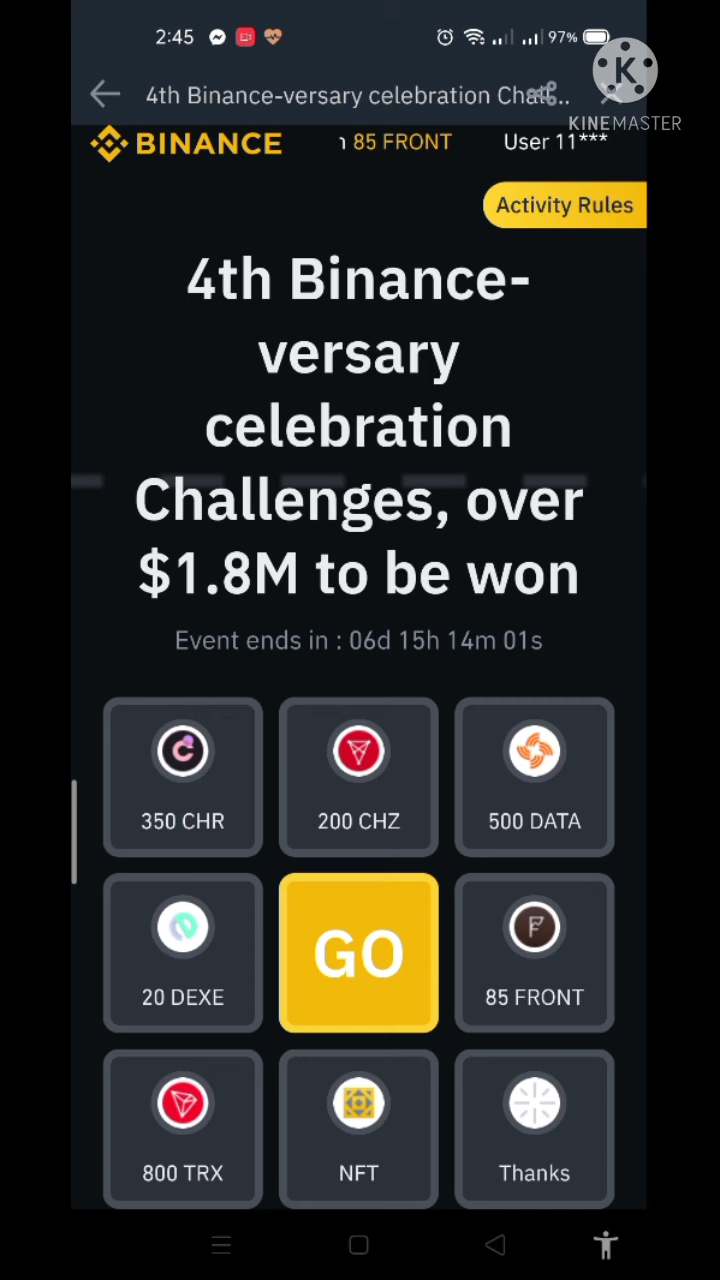 2:45
97%
4th Binance-versary celebration Chall...
K
KINEMASTER
BINANCE
85 FRONT
User 11***
Activity Rules
4th Binance-
versary
celebration
Challenges, over
$1.8M to be won
Event ends in : 06d 15h 14m 01s
350 CHR
200 CHZ
500 DATA
20 DEXE
GO
85 FRONT
800 TRX
NFT
Thanks